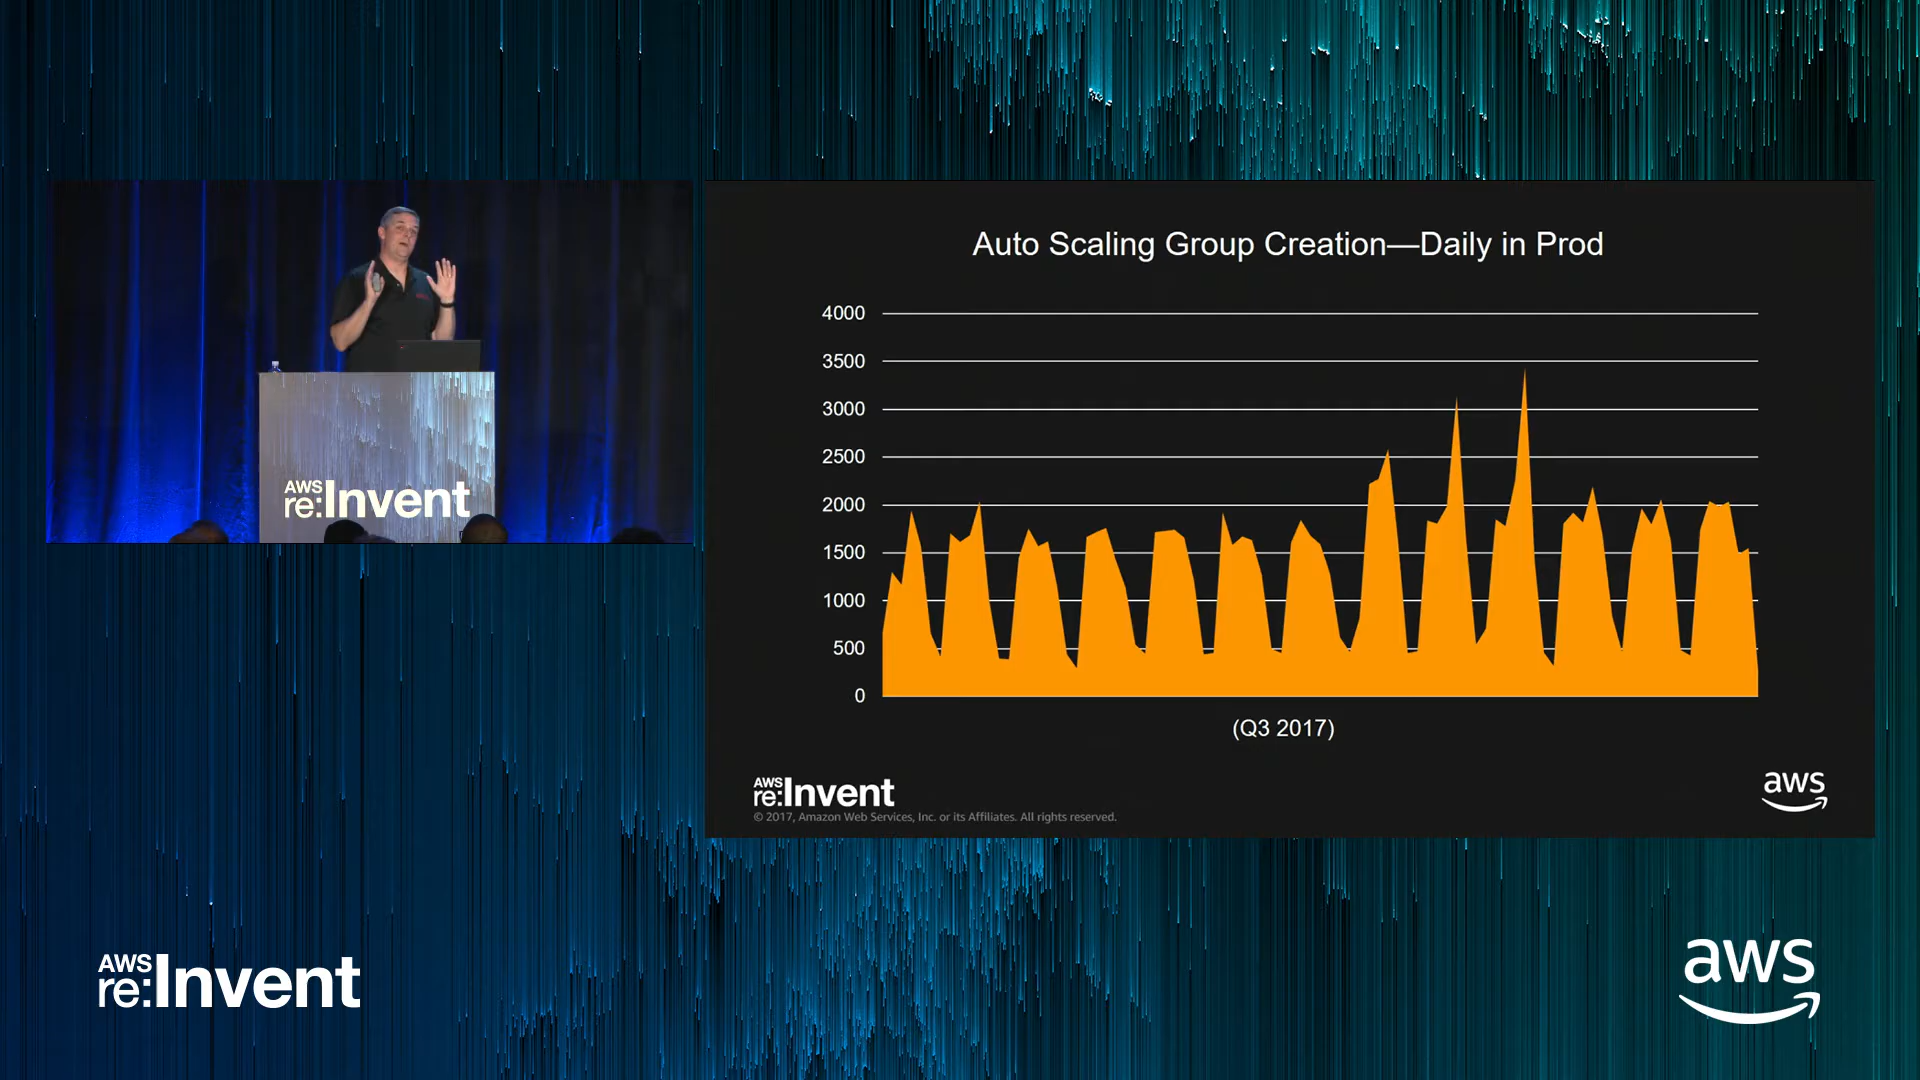 AWS
re:Invent
Auto Scaling Group Creation—Daily in Prod
4000
3500
3000
2500
2000
1500
1000
500
0
(Q3 2017)
AWS
re:Invent
© 2017, Amazon Web Services, Inc. or its Affiliates. All rights reserved.
aws
AWS
re:Invent
aws